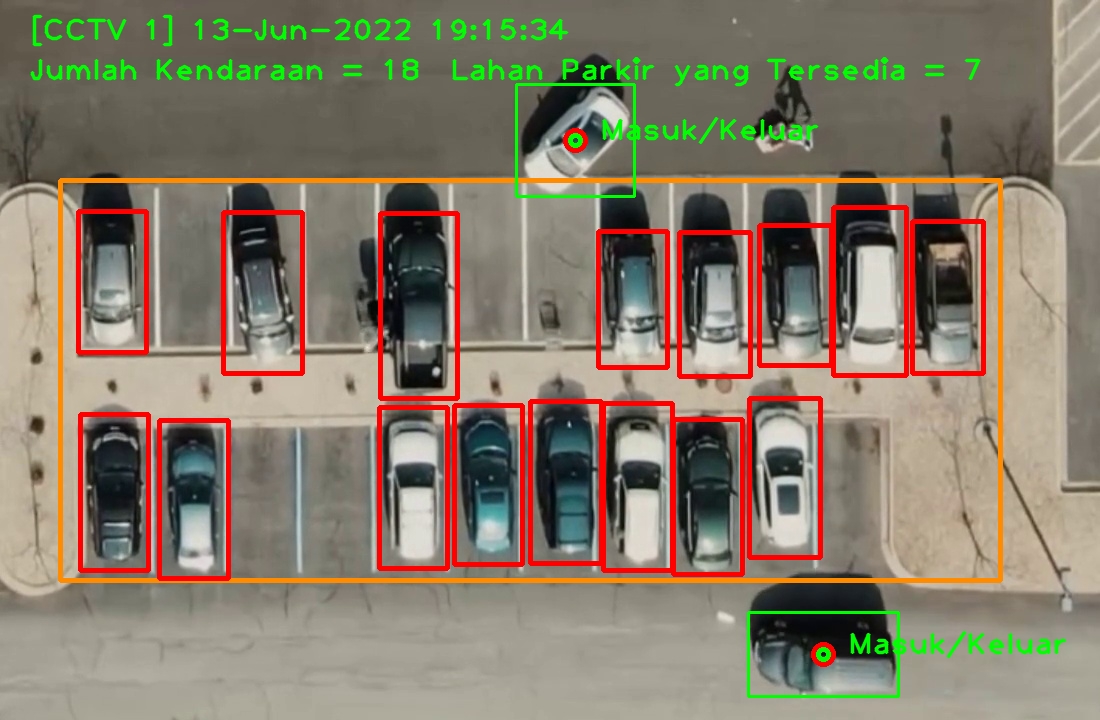 [CCTV 1] 13-Jun-2022 19:15:34
Jumlah Kendaraan = 18 Lahan Parkir yang Tersedia = 7
Masuk/Keluar
Masuk/Keluar